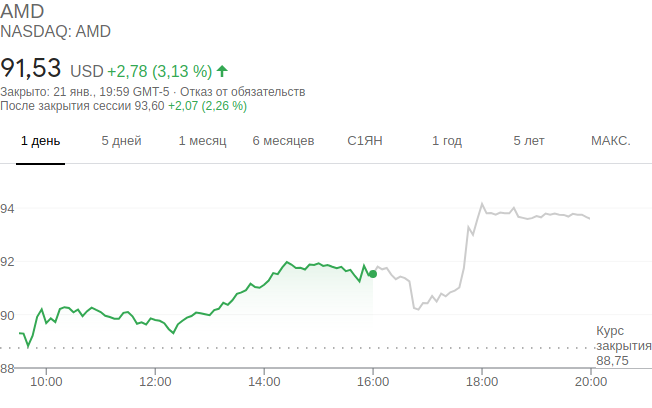 AMD
NASDAQ: AMD
91,53 USD +2,78 (3,13 %)
Закрыто: 21 янв., 19:59 GMT-5 · Отказ от обязательств
После закрытия сессии 93,60 +2,07 (2,26 %)
1 день 5 дней 1 месяц 6 месяцев С1ЯН 1 год 5 лет МАКС.
94
92
90
Курс
закрытия
88,75
88
10:00 12:00 14:00 16:00 18:00 20:00